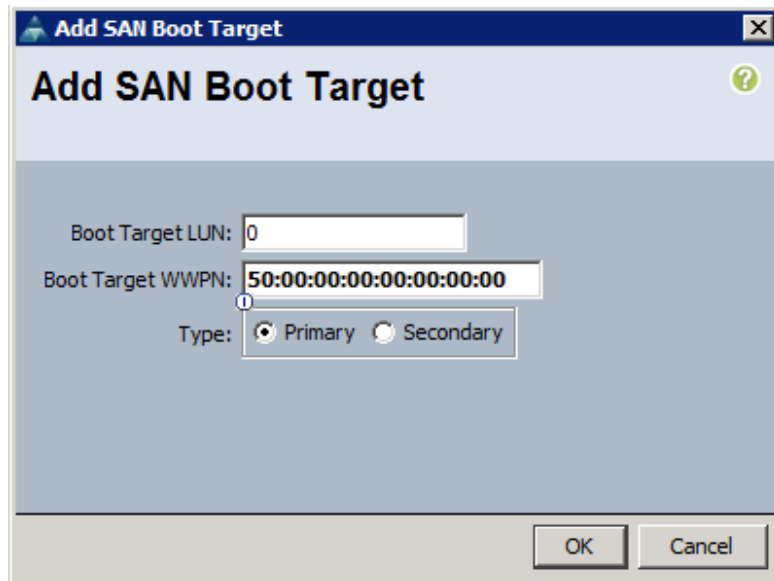 Add SAN Boot Target
Add SAN Boot Target
Boot Target LUN: 0
Boot Target WWPN: 50:00:00:00:00:00:00:00
Type: Primary Secondary
OK Cancel